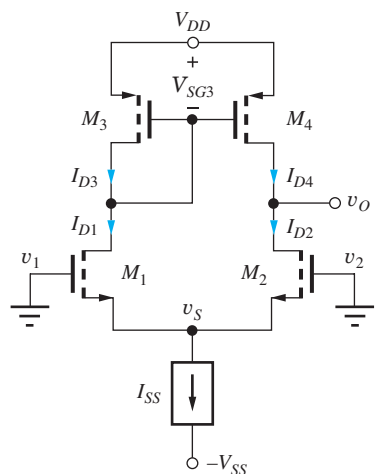 V_DD
+
V_SG3
–
M_3
M_4
I_D3
I_D4
v_O
I_D1
I_D2
v_1
v_2
M_1
M_2
v_S
I_SS
–V_SS